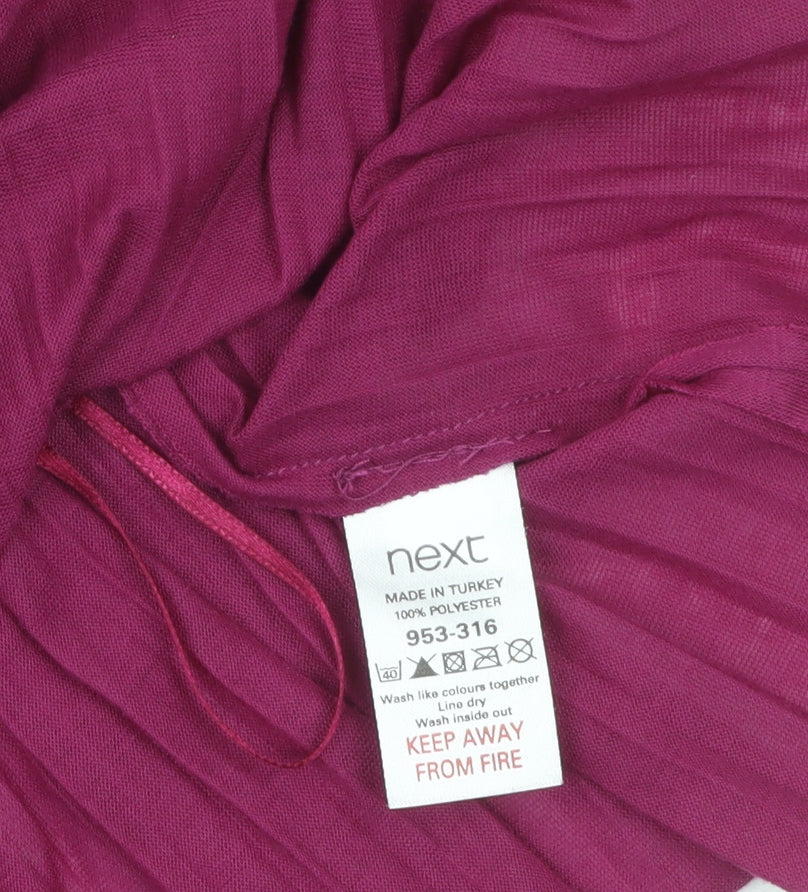 next
MADE IN TURKEY
100% POLYESTER
953-316
40
Wash like colours together
Line dry
Wash inside out
KEEP AWAY
FROM FIRE